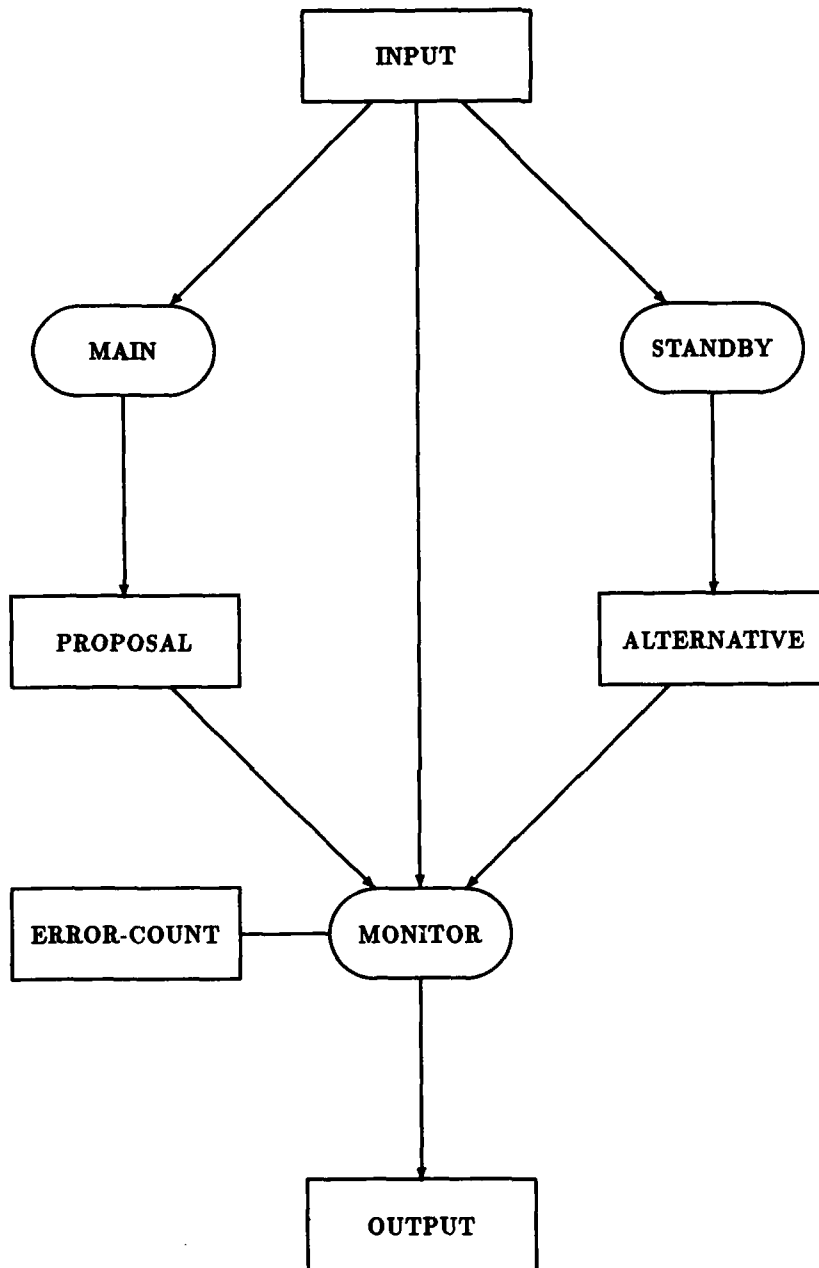 INPUT
MAIN
STANDBY
PROPOSAL
ALTERNATIVE
ERROR-COUNT
MONITOR
OUTPUT